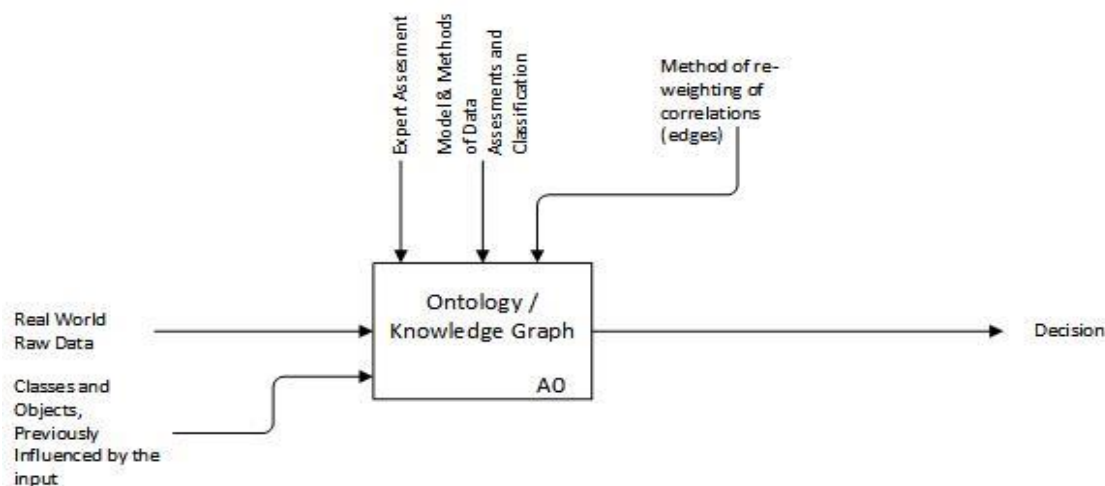 Expert Assesment
Model & Methods
of Data
Assesments and
Classification
Method of re-
weighting of
correlations
(edges)
Ontology /
Knowledge Graph
A0
Real World
Raw Data
Classes and
Objects,
Previously
Influenced by the
input
Decision